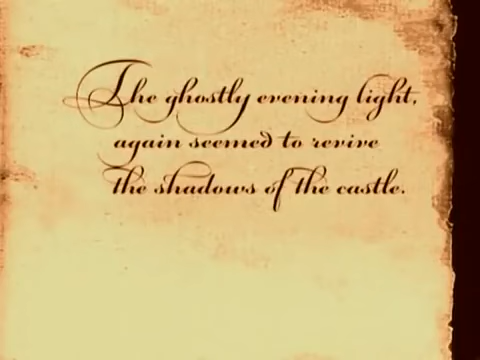 The ghostly evening light,
again seemed to revive
the shadows of the castle.